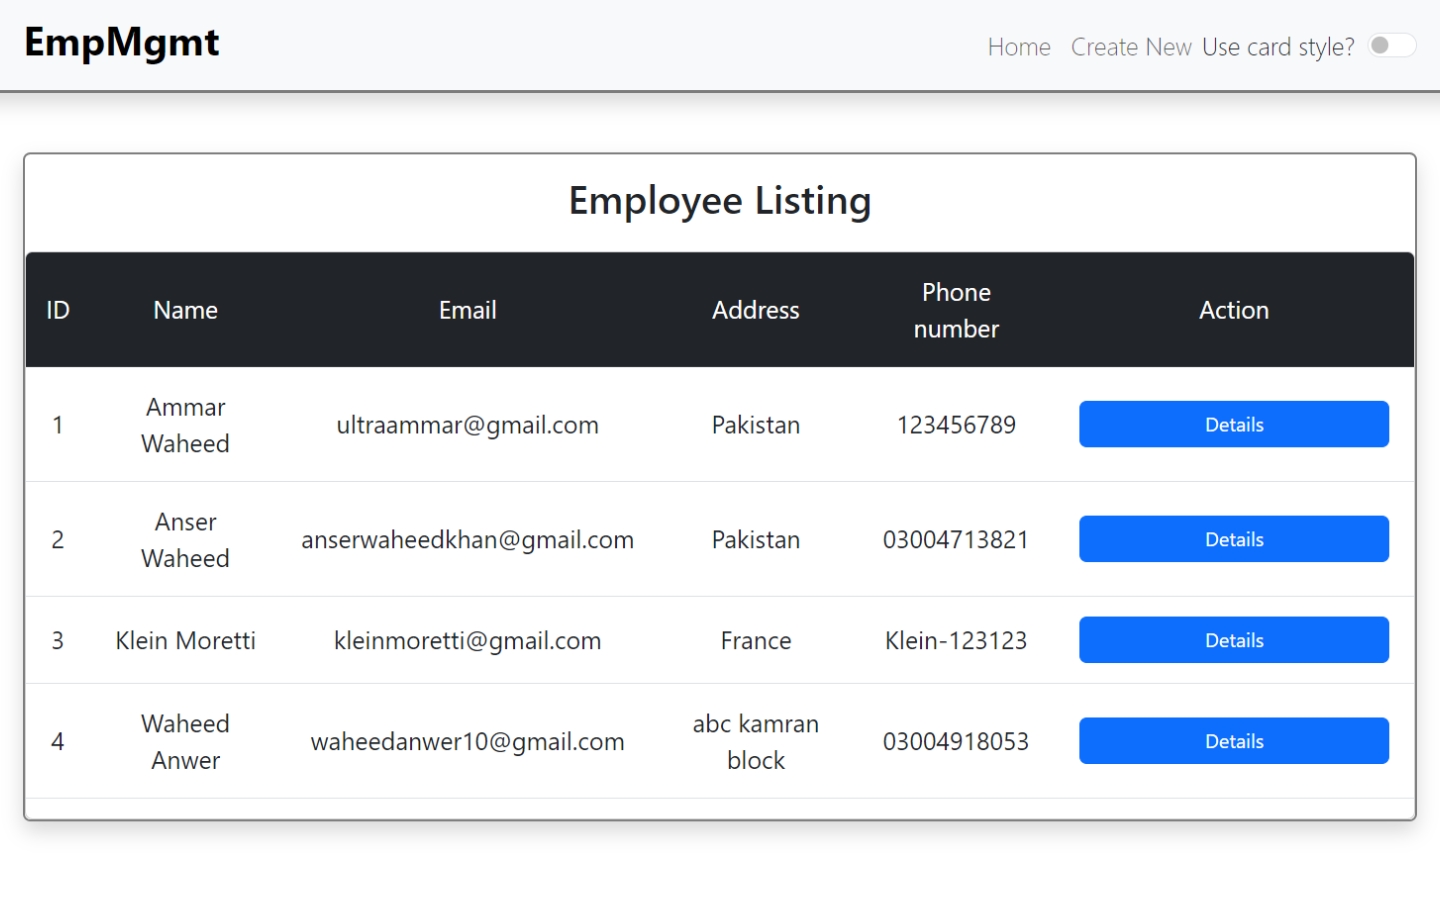 EmpMgmt
Home Create New Use card style?
Employee Listing
ID Name Email Address Phone number Action
1 Ammar Waheed ultraammar@gmail.com Pakistan 123456789 Details
2 Anser Waheed anserwaheedkhan@gmail.com Pakistan 03004713821 Details
3 Klein Moretti kleinmoretti@gmail.com France Klein-123123 Details
4 Waheed Anwer waheedanwer10@gmail.com abc kamran block 03004918053 Details